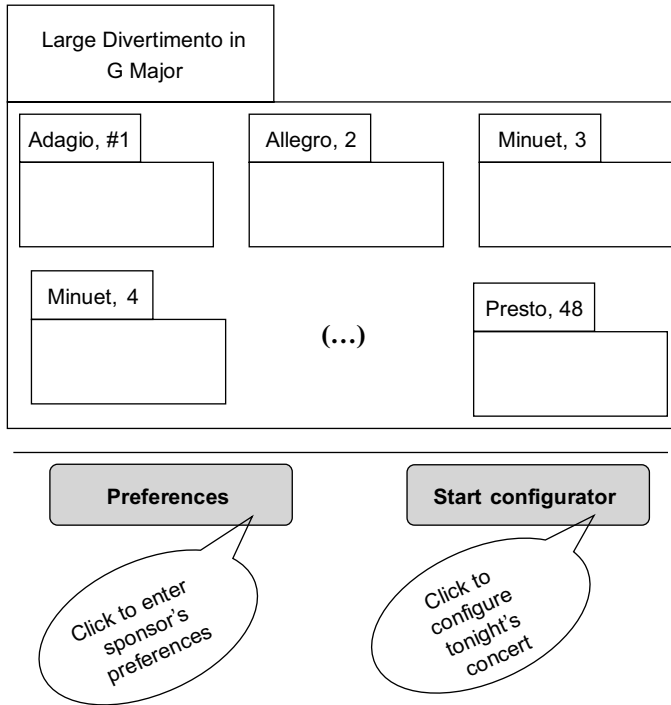 Large Divertimento in
G Major
Adagio, #1
Allegro, 2
Minuet, 3
Minuet, 4
(…)
Presto, 48
Preferences
Start configurator
Click to enter
sponsor's
preferences
Click to
configure
tonight's
concert